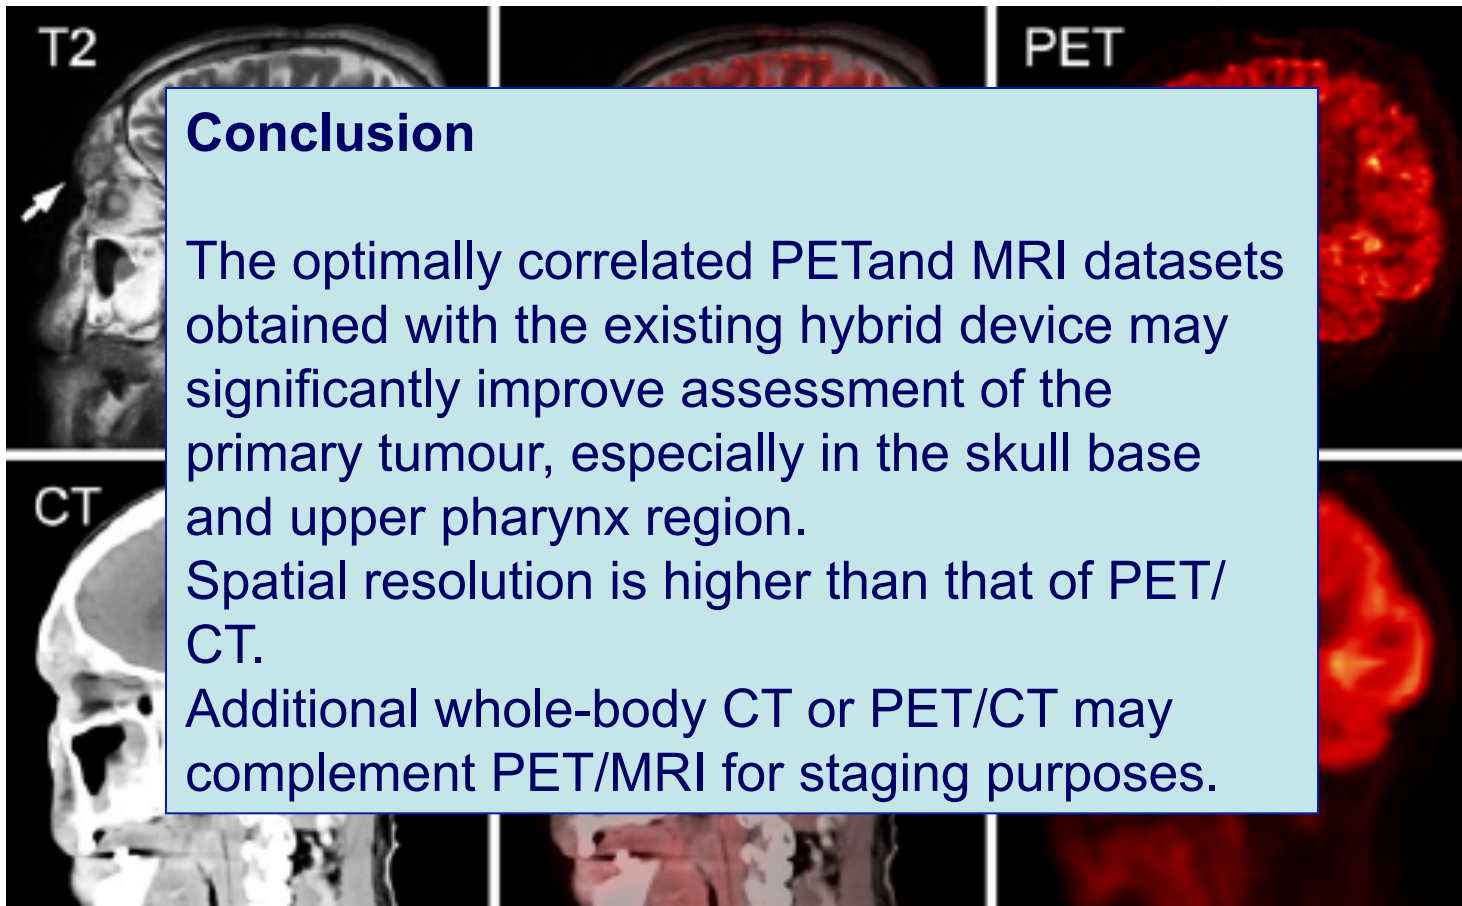 T2
PET
Conclusion
The optimally correlated PETand MRI datasets
obtained with the existing hybrid device may
significantly improve assessment of the
primary tumour, especially in the skull base
and upper pharynx region.
Spatial resolution is higher than that of PET/
CT.
Additional whole-body CT or PET/CT may
complement PET/MRI for staging purposes.
CT